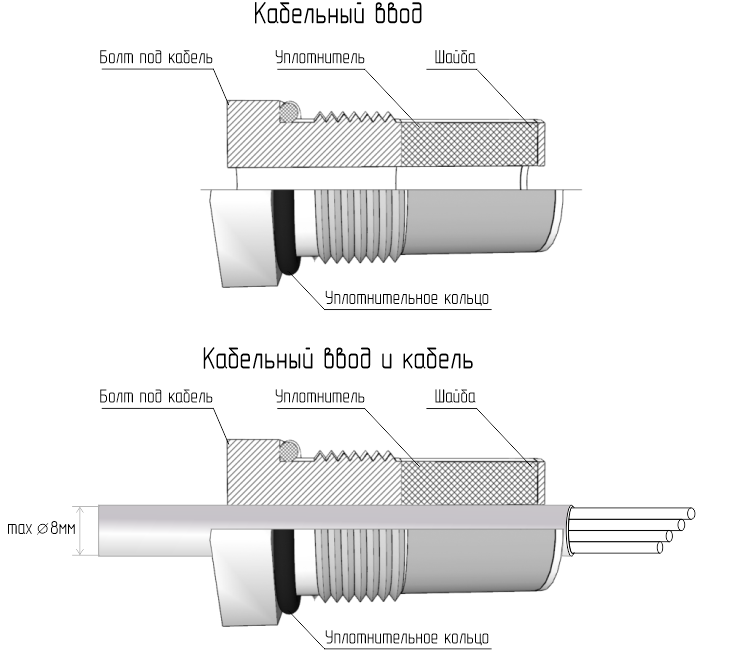 Кабельный ввод
Болт под кабель
Уплотнитель
Шайба
Уплотнительное кольцо
Кабельный ввод и кабель
Болт под кабель
Уплотнитель
Шайба
max ⌀8мм
Уплотнительное кольцо